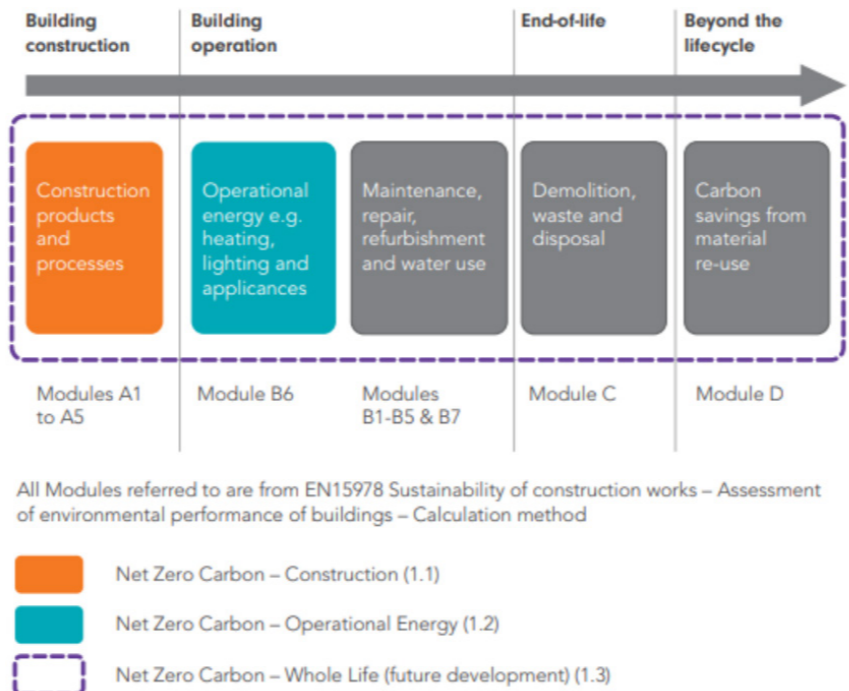 Building
construction
Building
operation
End-of-life
Beyond the
lifecycle
Construction
products
and
processes
Operational
energy e.g.
heating,
lighting and
applicances
Maintenance,
repair,
refurbishment
and water use
Demolition,
waste and
disposal
Carbon
savings from
material
re-use
Modules A1
to A5
Module B6
Modules
B1-B5 & B7
Module C
Module D
All Modules referred to are from EN15978 Sustainability of construction works – Assessment
of environmental performance of buildings – Calculation method
Net Zero Carbon – Construction (1.1)
Net Zero Carbon – Operational Energy (1.2)
Net Zero Carbon – Whole Life (future development) (1.3)